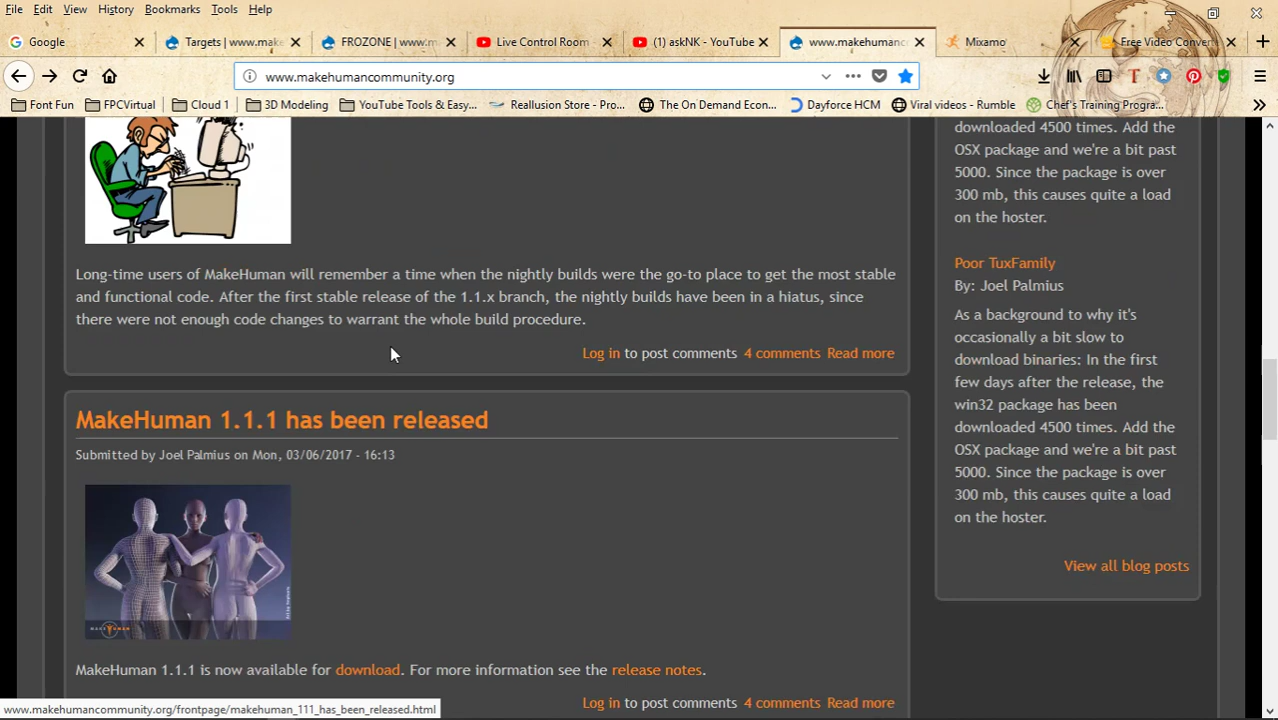 File Edit View History Bookmarks Tools Help
Google Targets | www.make FROZONE | www.m Live Control Room (1) askNK - YouTube www.makehumanc Mixamo Free Video Convert
www.makehumancommunity.org
Font Fun FPCVirtual Cloud 1 3D Modeling YouTube Tools & Easy... Reallusion Store - Pro... The On Demand Econ... Dayforce HCM Viral videos - Rumble Chef's Training Progra...
Long-time users of MakeHuman will remember a time when the nightly builds were the go-to place to get the most stable
and functional code. After the first stable release of the 1.1.x branch, the nightly builds have been in a hiatus, since
there were not enough code changes to warrant the whole build procedure.
Log in to post comments 4 comments Read more
MakeHuman 1.1.1 has been released
Submitted by Joel Palmius on Mon, 03/06/2017 - 16:13
MAKEHUMAN
MakeHuman 1.1.1 is now available for download. For more information see the release notes.
Log in to post comments 4 comments Read more
downloaded 4500 times. Add the
OSX package and we're a bit past
5000. Since the package is over
300 mb, this causes quite a load
on the hoster.
Poor TuxFamily
By: Joel Palmius
As a background to why it's
occasionally a bit slow to
download binaries: In the first
few days after the release, the
win32 package has been
downloaded 4500 times. Add the
OSX package and we're a bit past
5000. Since the package is over
300 mb, this causes quite a load
on the hoster.
View all blog posts
www.makehumancommunity.org/frontpage/makehuman_111_has_been_released.html